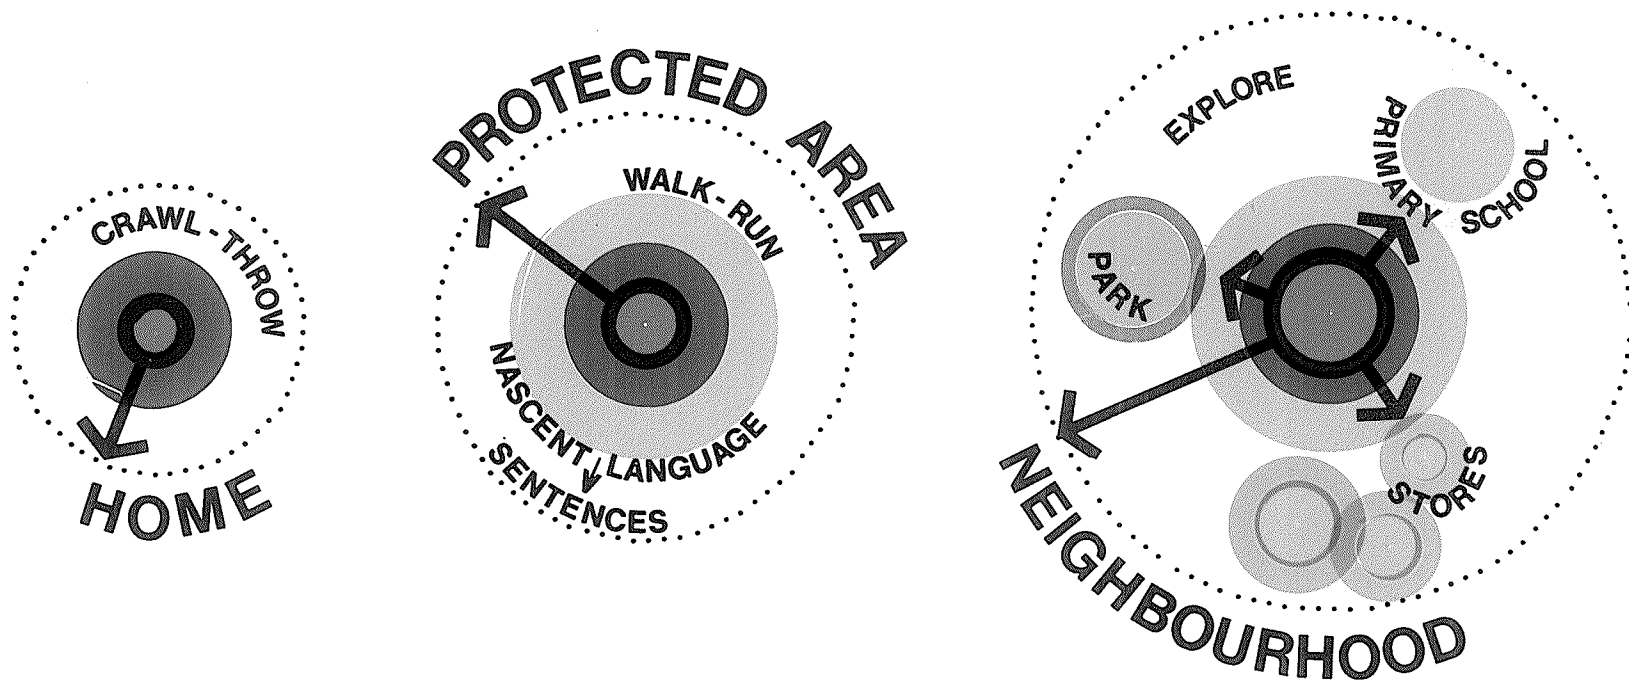 CRAWL-THROW
HOME
PROTECTED AREA
WALK-RUN
NASCENT LANGUAGE
SENTENCES
EXPLORE
PRIMARY SCHOOL
PARK
STORES
NEIGHBOURHOOD